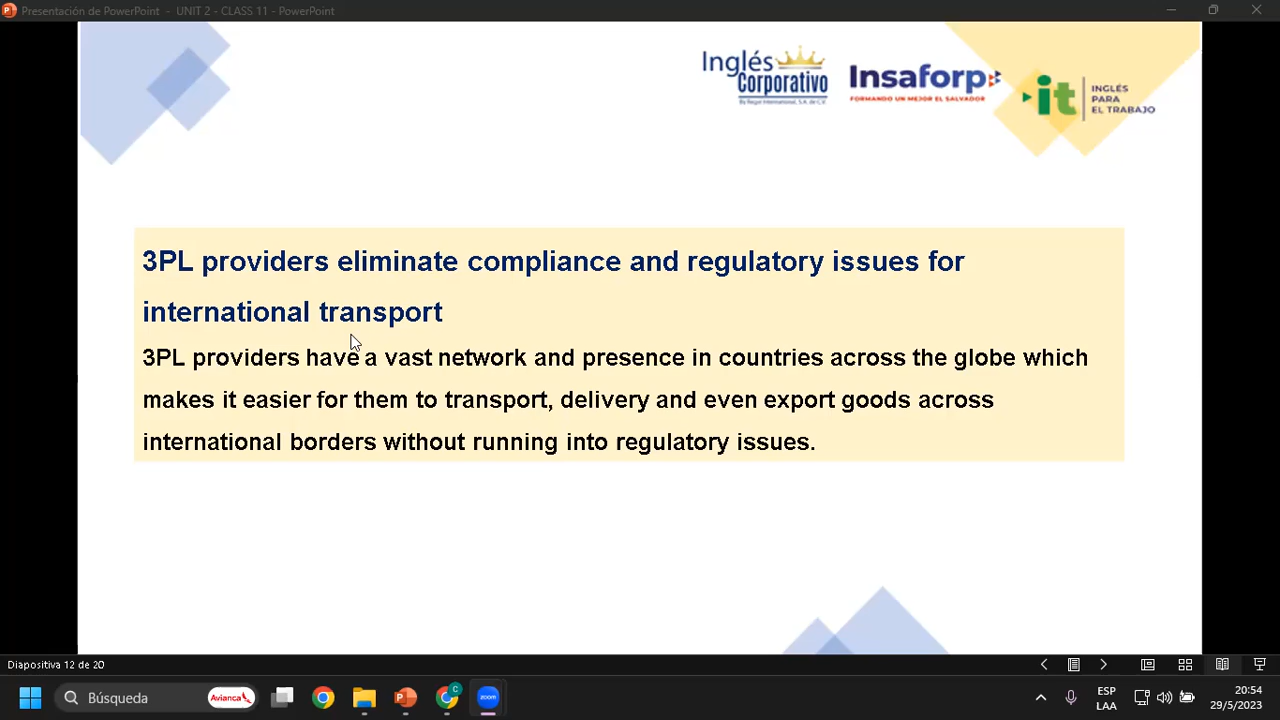 Presentación de PowerPoint - UNIT 2 - CLASS 11 - PowerPoint
Inglés
Corporativo
By Regior International, S.A. de C.V.
Insaforp
FORMANDO UN MEJOR EL SALVADOR
it
INGLÉS
PARA
EL TRABAJO
3PL providers eliminate compliance and regulatory issues for
international transport
3PL providers have a vast network and presence in countries across the globe which
makes it easier for them to transport, delivery and even export goods across
international borders without running into regulatory issues.
Diapositiva 12 de 20
Búsqueda
Avianca
zoom
ESP
LAA
20:54
29/5/2023